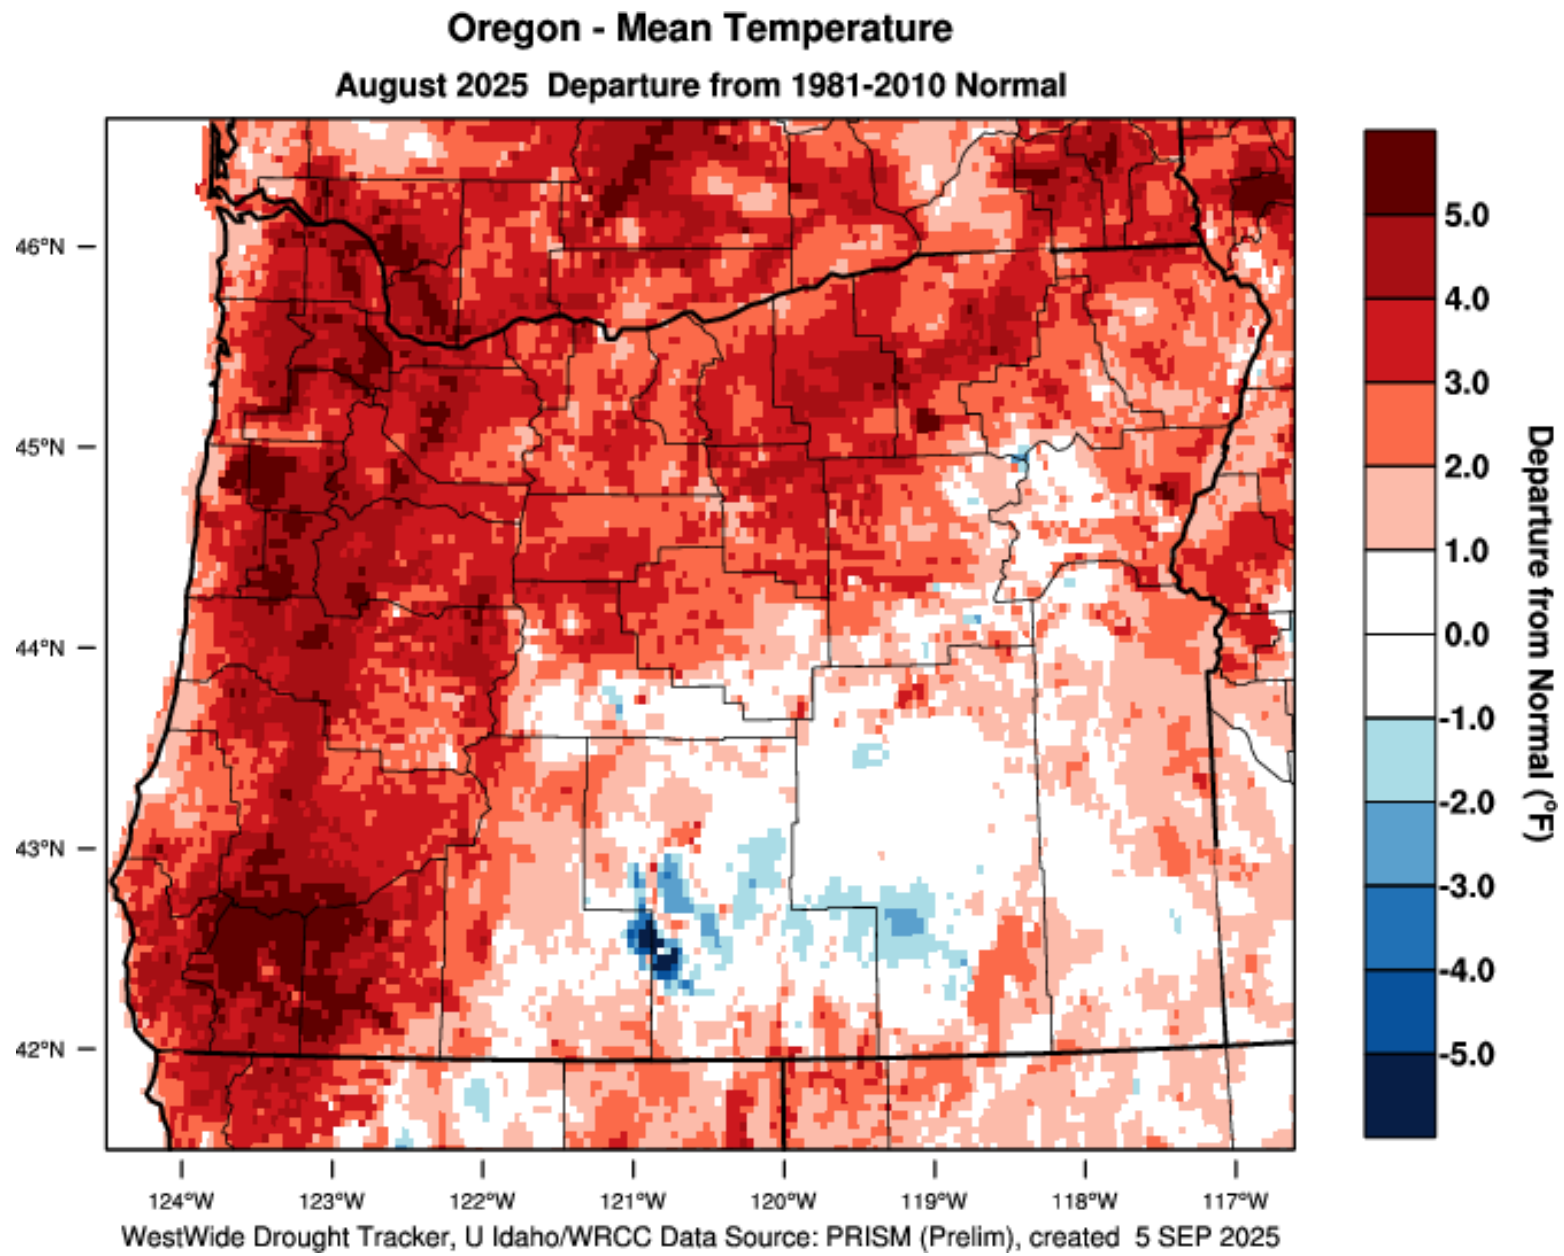 Oregon - Mean Temperature
August 2025  Departure from 1981-2010 Normal
5.0
4.0
3.0
2.0
1.0
0.0
-1.0
-2.0
-3.0
-4.0
-5.0
Departure from Normal (°F)
46°N
45°N
44°N
43°N
42°N
124°W 123°W 122°W 121°W 120°W 119°W 118°W 117°W
WestWide Drought Tracker, U Idaho/WRCC Data Source: PRISM (Prelim), created  5 SEP 2025